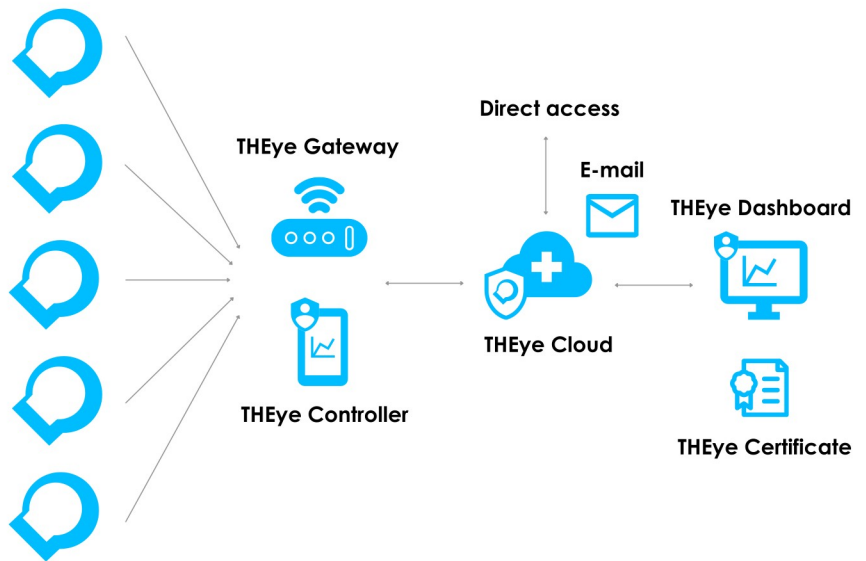 Direct access
THEye Gateway
E-mail
THEye Dashboard
THEye Cloud
THEye Controller
THEye Certificate